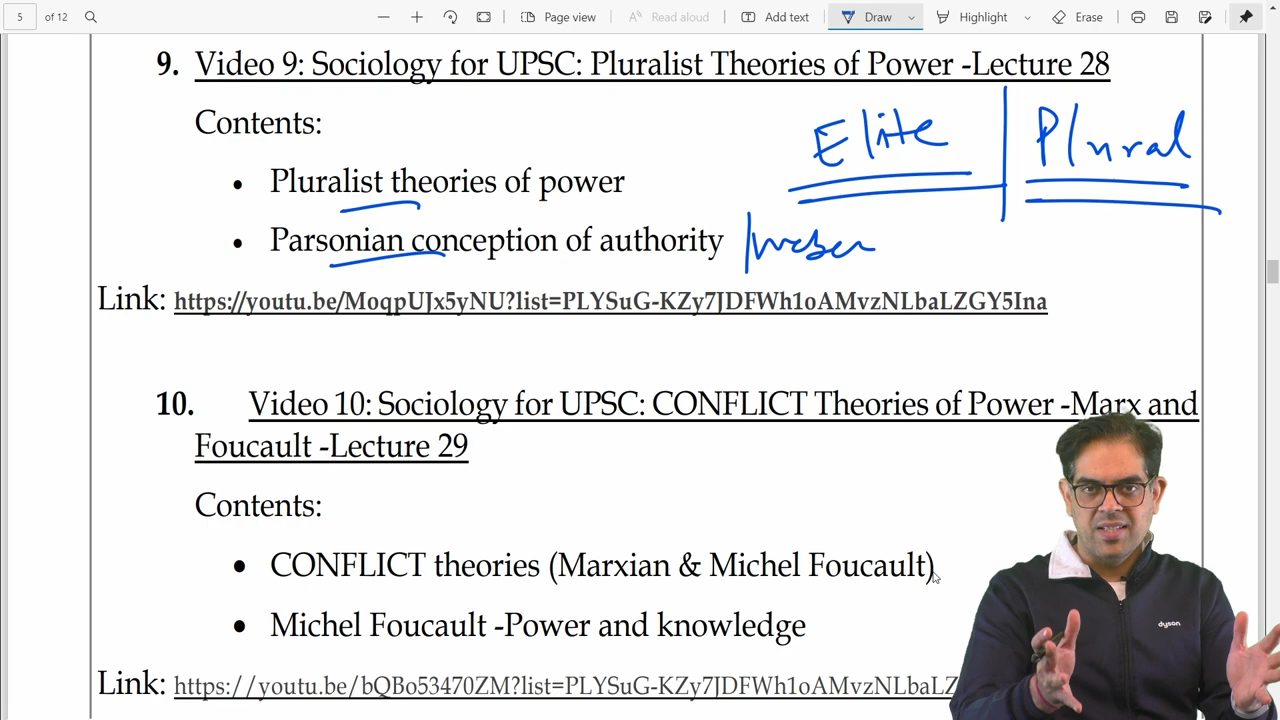 5 of 12 Page view Read aloud Add text Draw Highlight Erase
9. Video 9: Sociology for UPSC: Pluralist Theories of Power -Lecture 28
Contents:
Elite | Plural
• Pluralist theories of power
• Parsonian conception of authority /weber
Link: https://youtu.be/MoqpUJx5yNU?list=PLYSuG-KZy7JDFWh1oAMvzNLbaLZGY5Ina
10. Video 10: Sociology for UPSC: CONFLICT Theories of Power -Marx and
Foucault -Lecture 29
Contents:
• CONFLICT theories (Marxian & Michel Foucault)
• Michel Foucault -Power and knowledge
dyson
Link: https://youtu.be/bQBo53470ZM?list=PLYSuG-KZy7JDFWh1oAMvzNLbaLZ